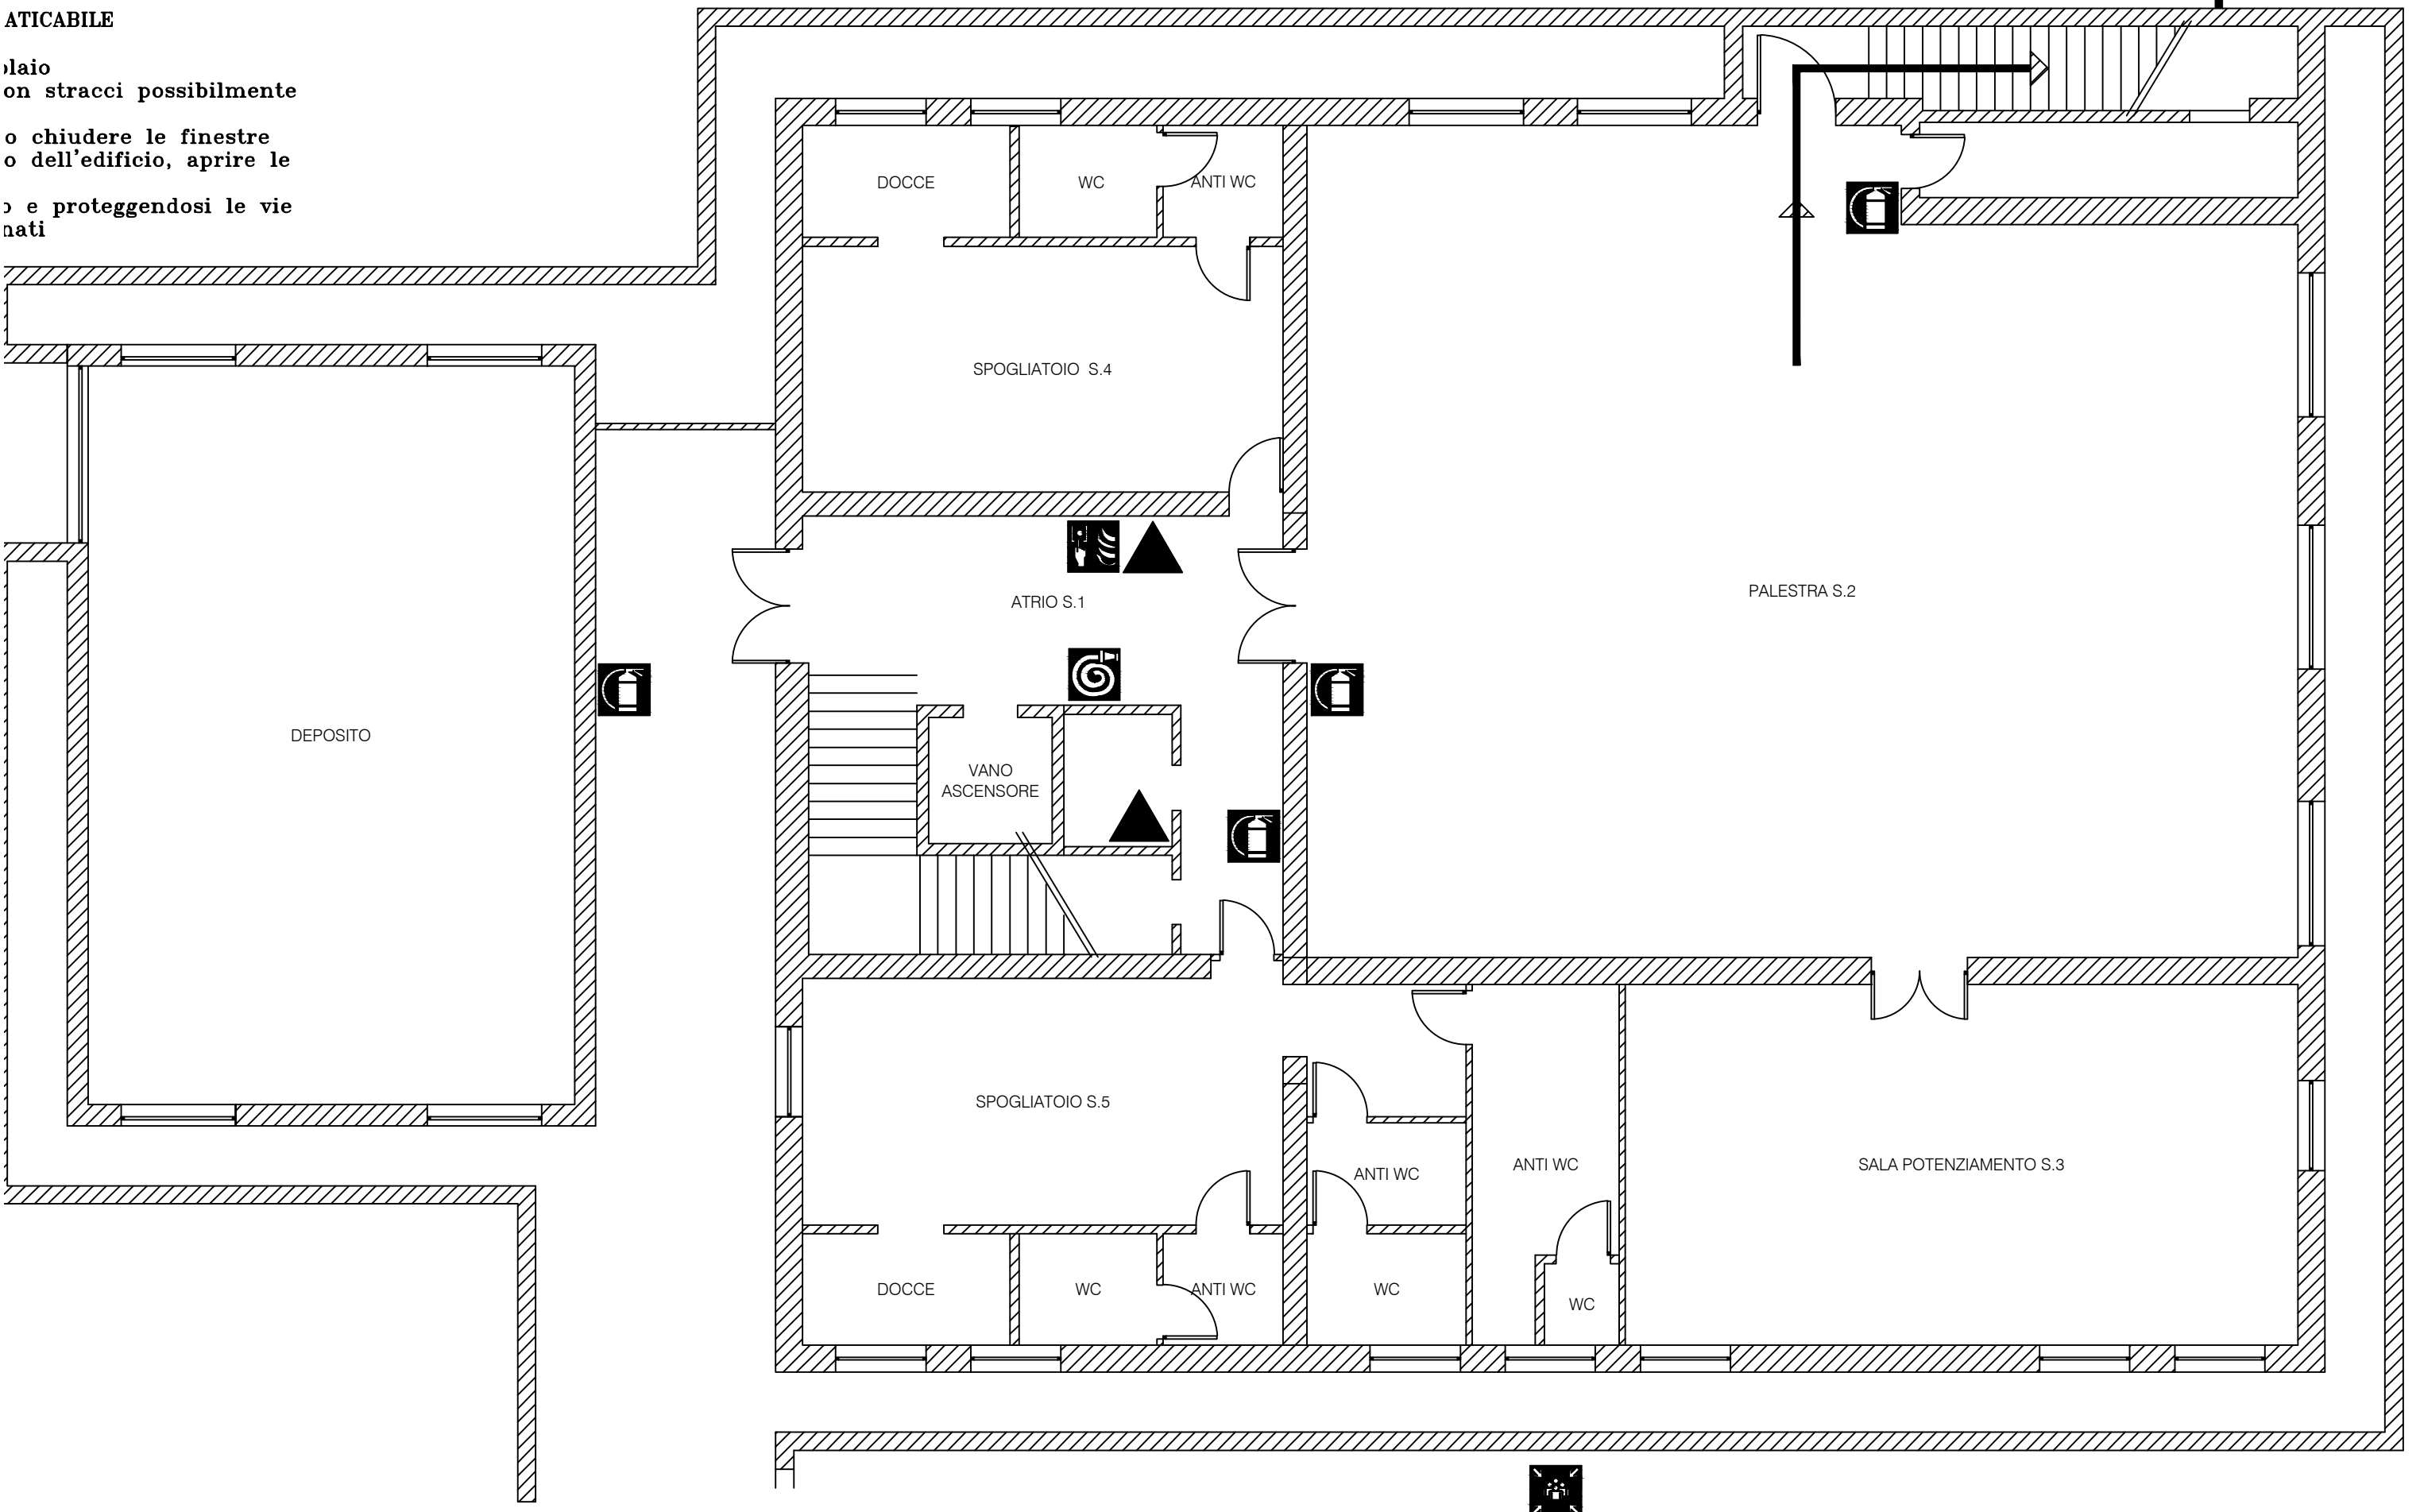 ATICABILE
olaio
on stracci possibilmente
o chiudere le finestre
o dell'edificio, aprire le
o e proteggendosi le vie
nati
DOCCE
WC
ANTI WC
SPOGLIATOIO S.4
ATRIO S.1
PALESTRA S.2
DEPOSITO
VANO
ASCENSORE
SPOGLIATOIO S.5
ANTI WC
ANTI WC
SALA POTENZIAMENTO S.3
DOCCE
WC
ANTI WC
WC
WC